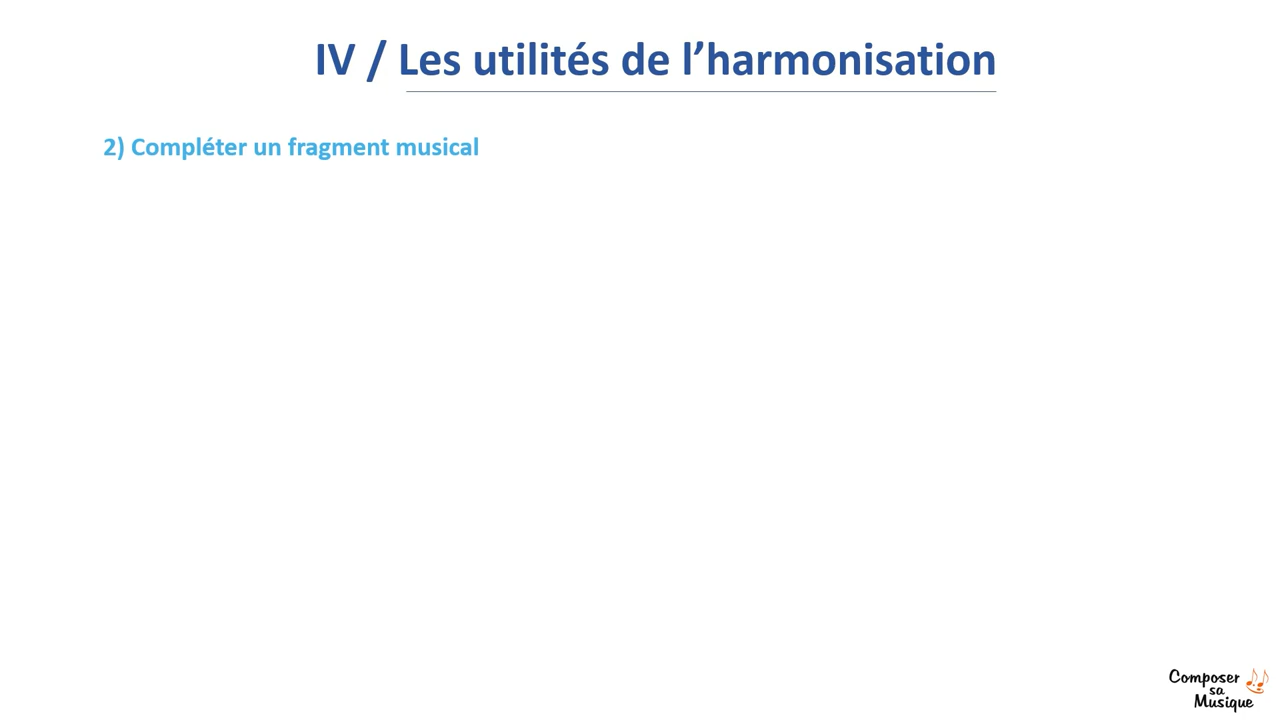 IV / Les utilités de l’harmonisation
2) Compléter un fragment musical
Composer
sa
Musique